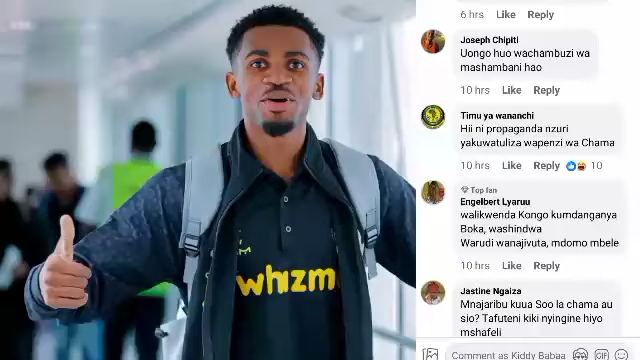 6 hrs Like Reply
Joseph Chipiti
Uongo huo wachambuzi wa
mashambani hao
10 hrs Like Reply
Timu ya wananchi
Hii ni propaganda nzuri
yakuwatuliza wapenzi wa Chama
10 hrs Like Reply 10
Top fan
Engelbert Lyaruu
walikwenda Kongo kumdanganya
Boka, washindwa
Warudi wanajivuta, mdomo mbele
10 hrs Like Reply
Jastine Ngaiza
Mnajaribu kuua Soo la chama au
sio? Tafuteni kiki nyingine hiyo
mshafeli
Comment as Kiddy Babaa
GIF
whizm